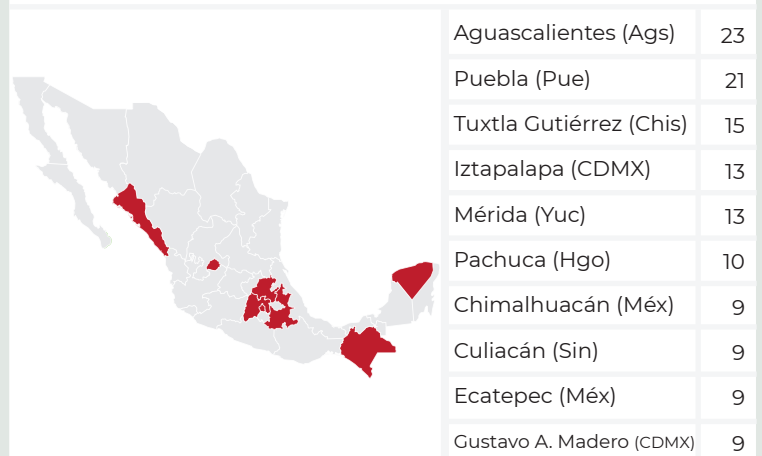 Aguascalientes (Ags) 23
Puebla (Pue) 21
Tuxtla Gutiérrez (Chis) 15
Iztapalapa (CDMX) 13
Mérida (Yuc) 13
Pachuca (Hgo) 10
Chimalhuacán (Méx) 9
Culiacán (Sin) 9
Ecatepec (Méx) 9
Gustavo A. Madero (CDMX) 9